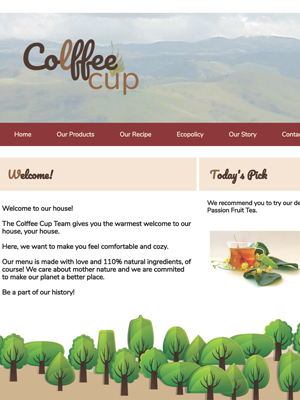 Colffee
cup
Home Our Products Our Recipe Ecopolicy Our Story Contac
Welcome!
Welcome to our house!
The Colffee Cup Team gives you the warmest welcome to our
house, your house.
Here, we want to make you feel comfortable and cozy.
Our menu is made with love and 110% natural ingredients, of
course! We care about mother nature and we are commited
to make our planet a better place.
Be a part of our history!
Today's Pick
We recommend you to try our de
Passion Fruit Tea.